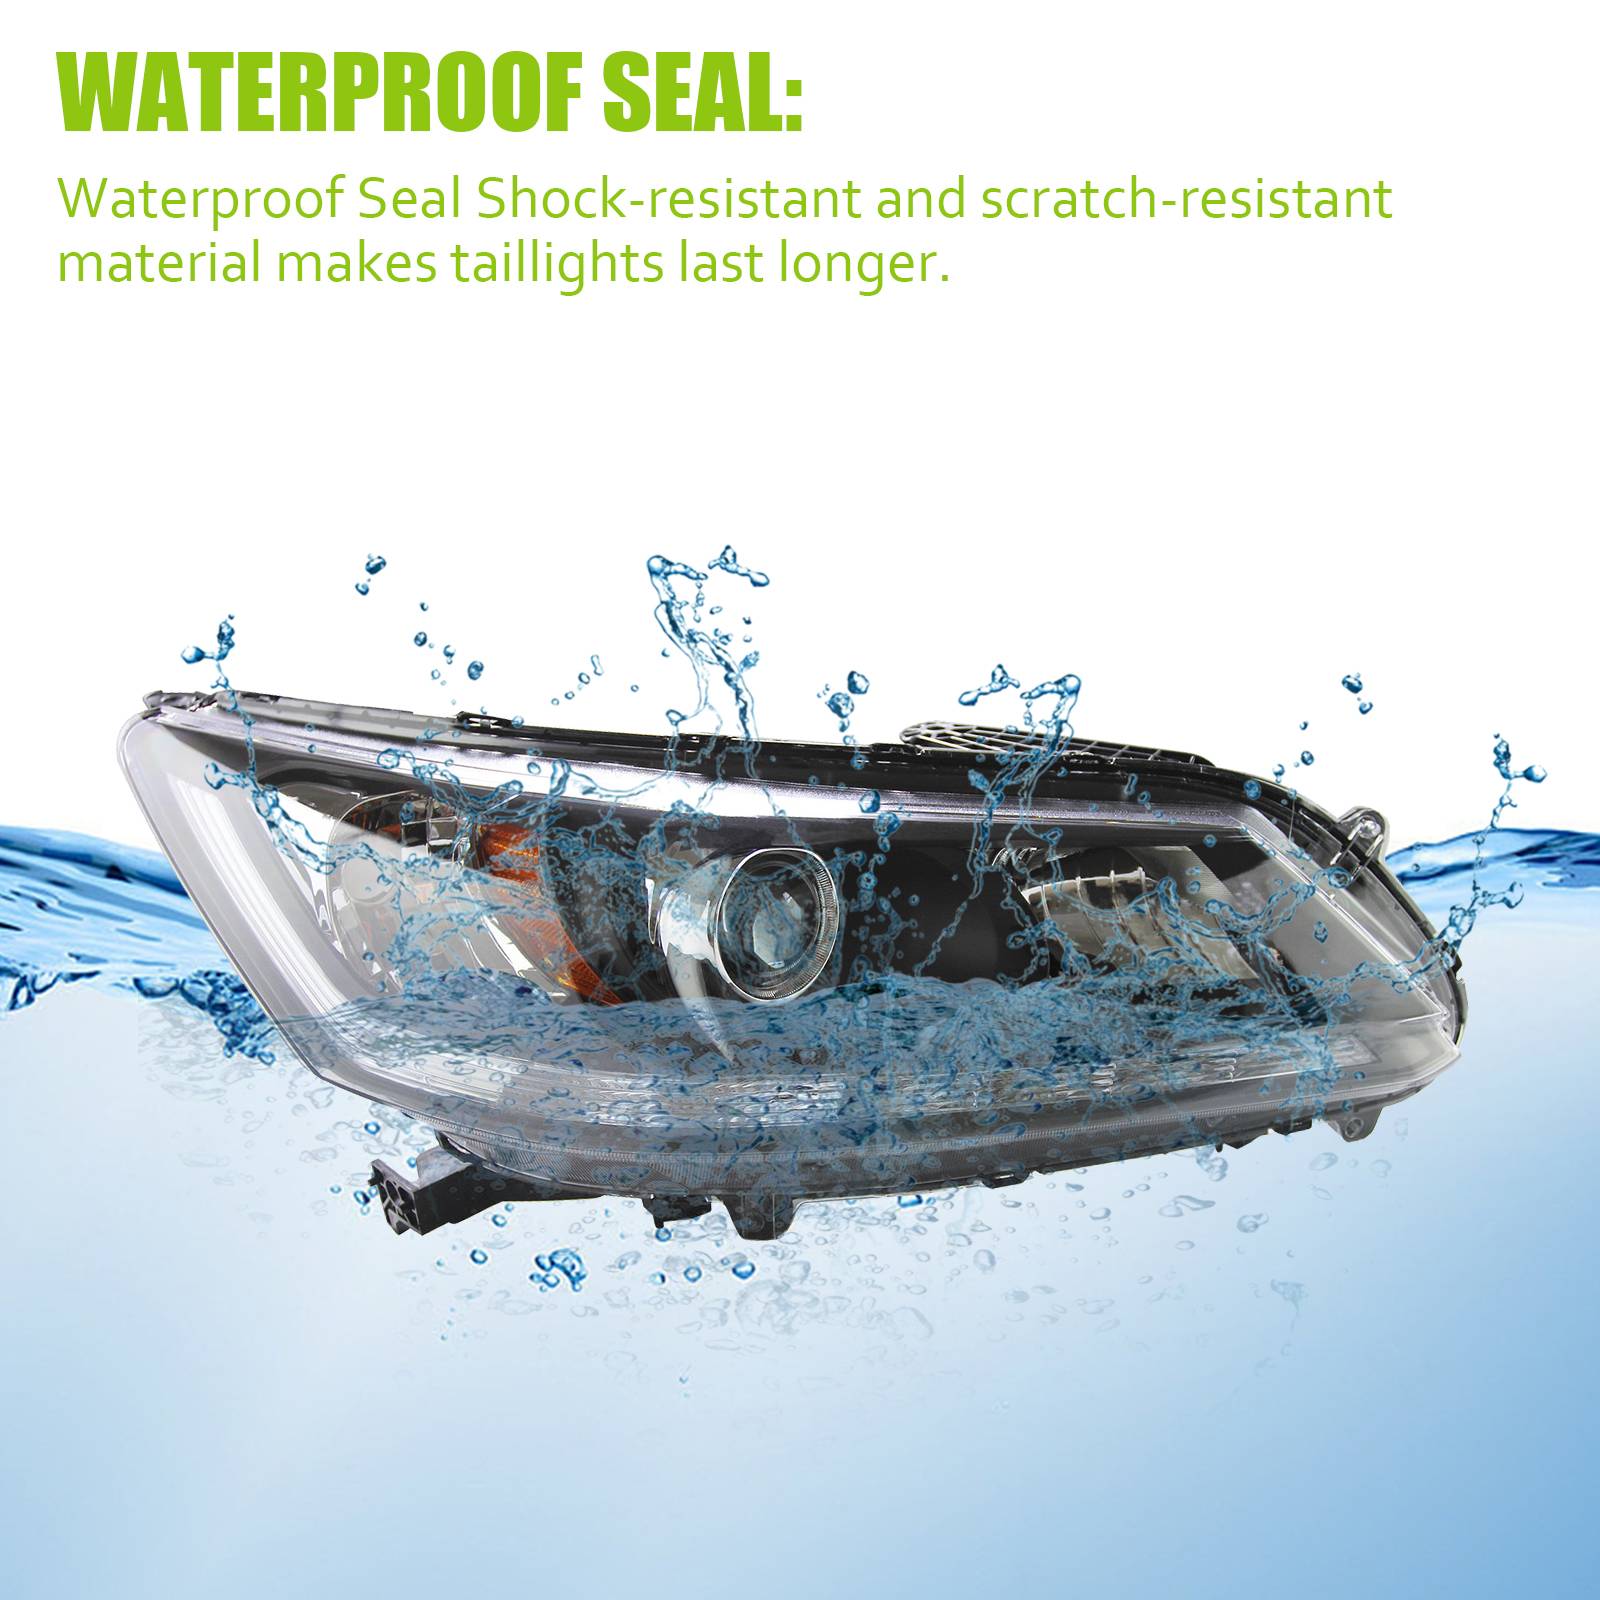 WATERPROOF SEAL:
Waterproof Seal Shock-resistant and scratch-resistant
material makes taillights last longer.